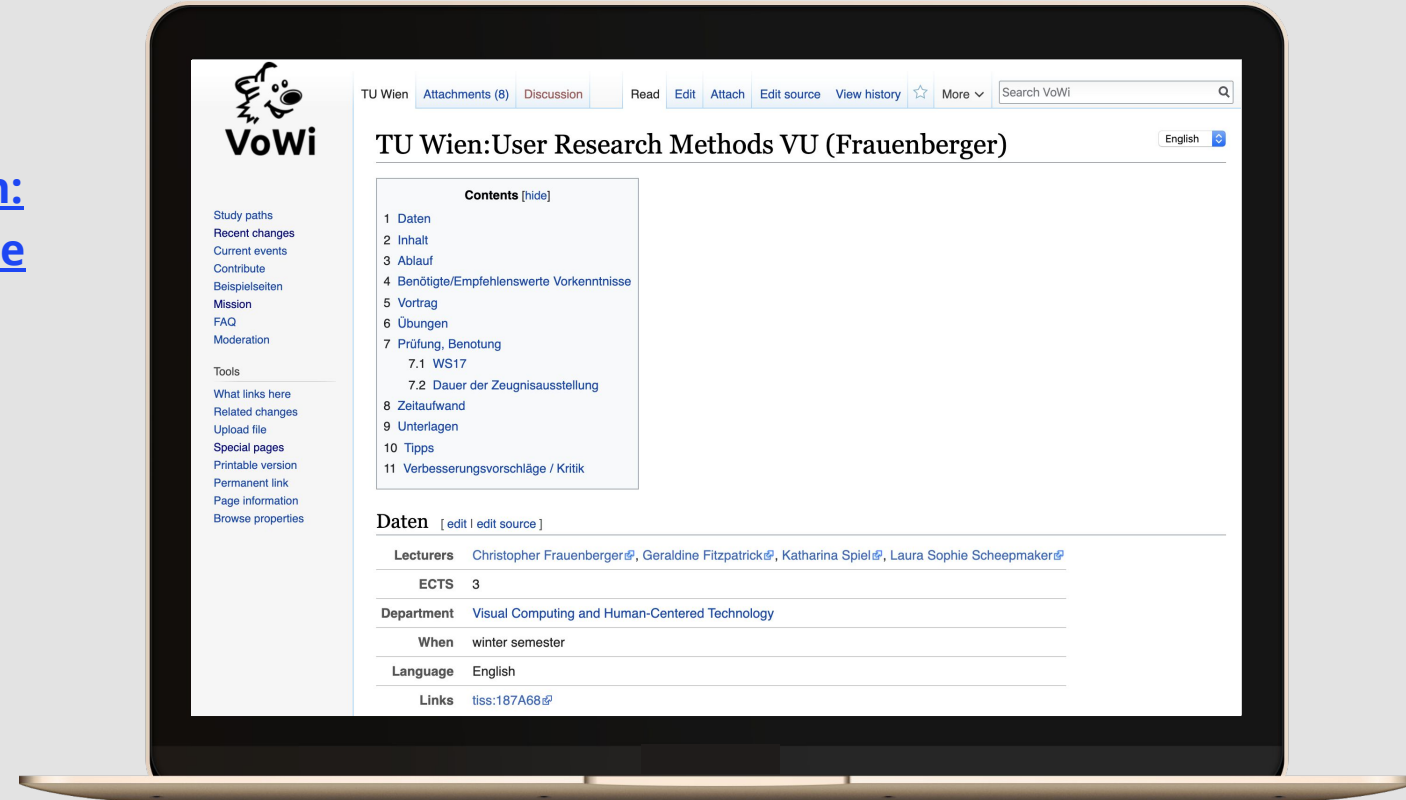 VoWi
Study paths
Recent changes
Current events
Contribute
Beispielseiten
Mission
FAQ
Moderation
Tools
What links here
Related changes
Upload file
Special pages
Printable version
Permanent link
Page information
Browse properties
TU Wien Attachments (8) Discussion Read Edit Attach Edit source View history More Search VoWi
TU Wien:User Research Methods VU (Frauenberger)
English
Contents [hide]
1 Daten
2 Inhalt
3 Ablauf
4 Benötigte/Empfehlenswerte Vorkenntnisse
5 Vortrag
6 Übungen
7 Prüfung, Benotung
7.1 WS17
7.2 Dauer der Zeugnisausstellung
8 Zeitaufwand
9 Unterlagen
10 Tipps
11 Verbesserungsvorschläge / Kritik
Daten [ edit | edit source ]
Lecturers Christopher Frauenberger, Geraldine Fitzpatrick, Katharina Spiel, Laura Sophie Scheepmaker
ECTS 3
Department Visual Computing and Human-Centered Technology
When winter semester
Language English
Links tiss:187A68